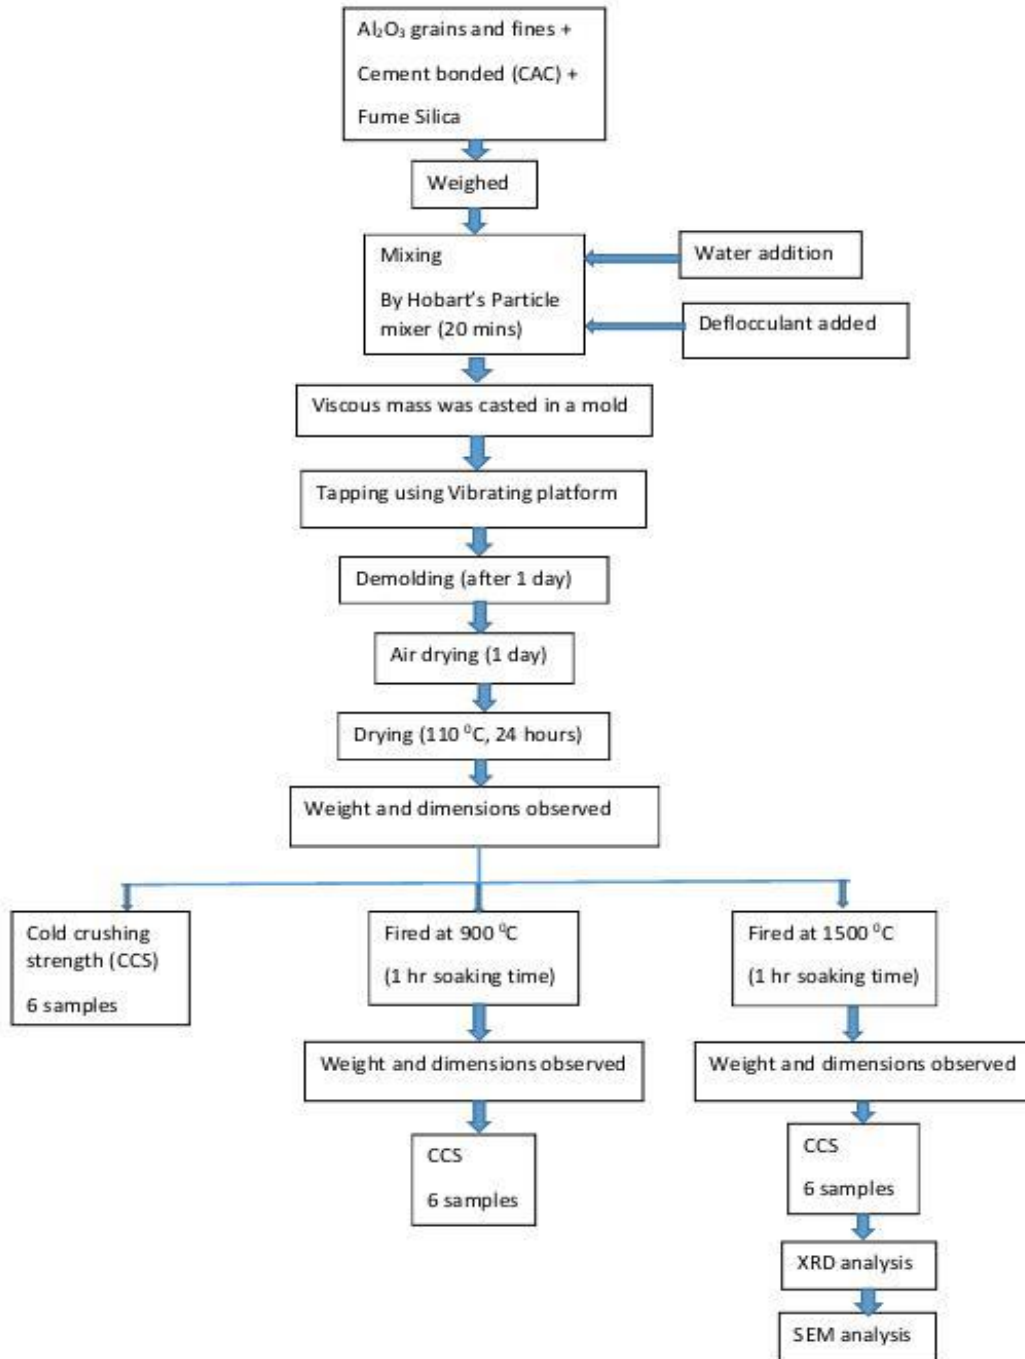 Al₂O₃ grains and fines +
Cement bonded (CAC) +
Fume Silica
Weighed
Mixing
By Hobart's Particle
mixer (20 mins)
Water addition
Deflocculant added
Viscous mass was casted in a mold
Tapping using Vibrating platform
Demolding (after 1 day)
Air drying (1 day)
Drying (110 ⁰C, 24 hours)
Weight and dimensions observed
Cold crushing
strength (CCS)
6 samples
Fired at 900 ⁰C
(1 hr soaking time)
Fired at 1500 ⁰C
(1 hr soaking time)
Weight and dimensions observed
Weight and dimensions observed
CCS
6 samples
CCS
6 samples
XRD analysis
SEM analysis